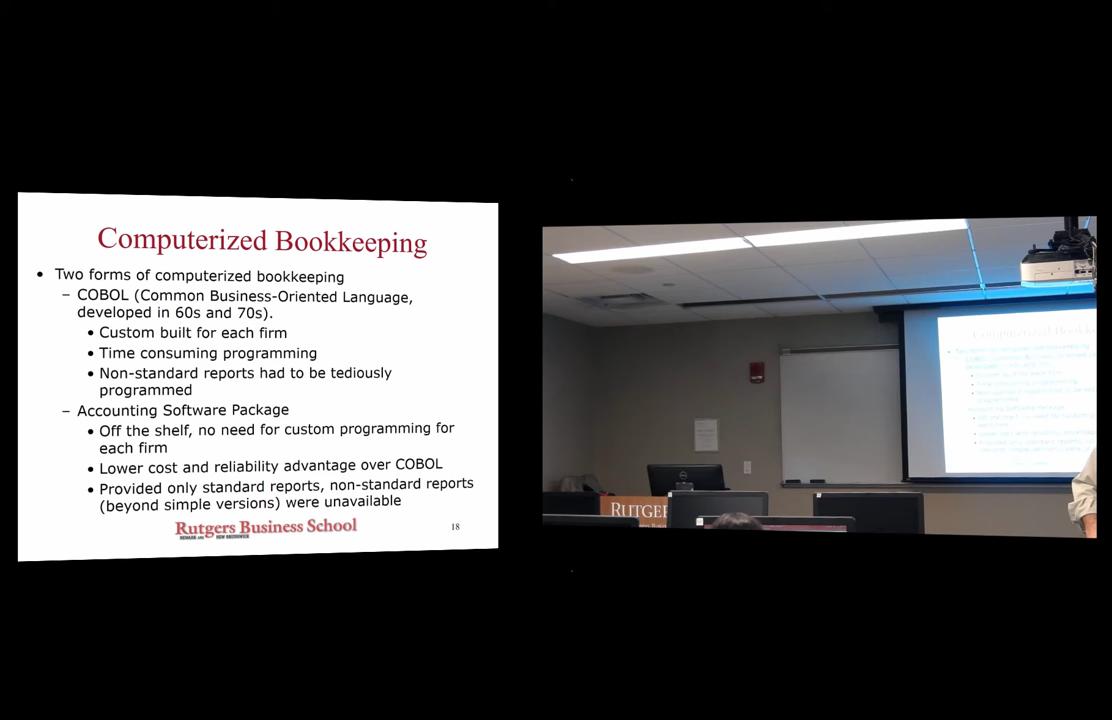 Computerized Bookkeeping
• Two forms of computerized bookkeeping
– COBOL (Common Business-Oriented Language,
developed in 60s and 70s).
• Custom built for each firm
• Time consuming programming
• Non-standard reports had to be tediously
programmed
– Accounting Software Package
• Off the shelf, no need for custom programming for
each firm
• Lower cost and reliability advantage over COBOL
• Provided only standard reports, non-standard reports
(beyond simple versions) were unavailable
Rutgers Business School
NEWARK AND NEW BRUNSWICK
18
RUTGE